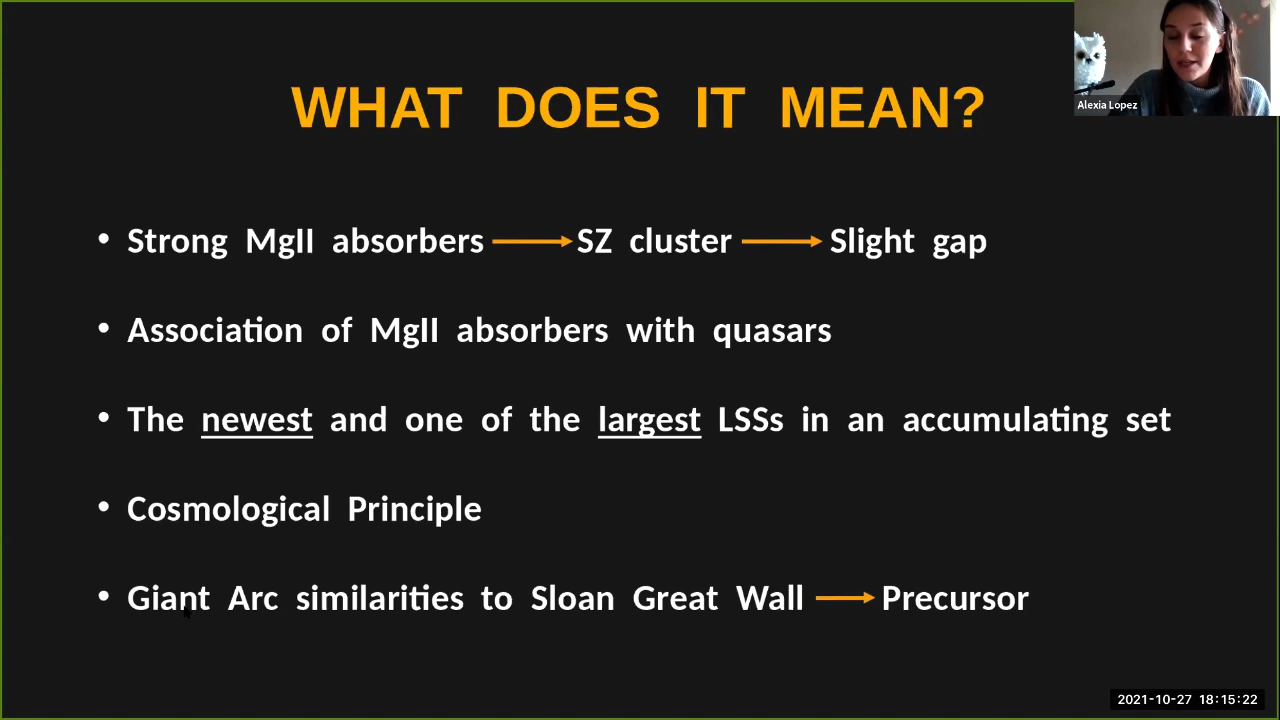 WHAT DOES IT MEAN?
Alexia Lopez
• Strong MgII absorbers → SZ cluster → Slight gap
• Association of MgII absorbers with quasars
• The newest and one of the largest LSSs in an accumulating set
• Cosmological Principle
• Giant Arc similarities to Sloan Great Wall → Precursor
2021-10-27 18:15:22